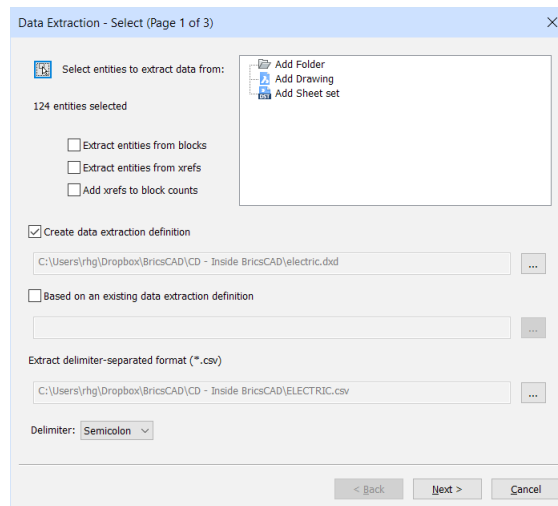 Data Extraction - Select (Page 1 of 3)
Select entities to extract data from:
Add Folder
Add Drawing
DST Add Sheet set
124 entities selected
Extract entities from blocks
Extract entities from xrefs
Add xrefs to block counts
Create data extraction definition
C:\Users\rhg\Dropbox\BricsCAD\CD - Inside BricsCAD\electric.dxd
...
Based on an existing data extraction definition
...
Extract delimiter-separated format (*.csv)
C:\Users\rhg\Dropbox\BricsCAD\CD - Inside BricsCAD\ELECTRIC.csv
...
Delimiter: Semicolon
< Back Next > Cancel